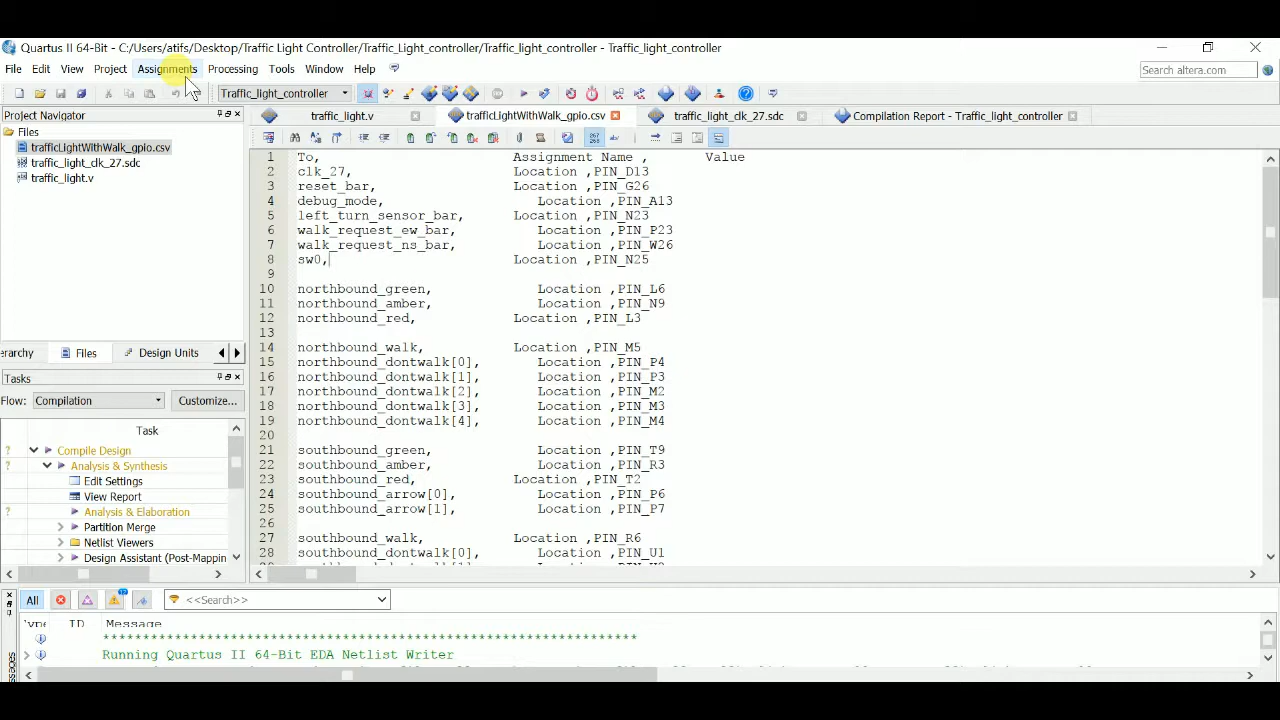 Quartus II 64-Bit - C:/Users/atifs/Desktop/Traffic Light Controller/Traffic_Light_controller/Traffic_light_controller - Traffic_light_controller
File Edit View Project Assignments Processing Tools Window Help
Search altera.com
Traffic_light_controller
Project Navigator
traffic_light.v trafficLightWithWalk_gpio.csv traffic_light_clk_27.sdc Compilation Report - Traffic_light_controller
Files
trafficLightWithWalk_gpio.csv
traffic_light_clk_27.sdc
traffic_light.v
erarchy Files Design Units
Tasks
Flow: Compilation Customize...
Task
Compile Design
Analysis & Synthesis
Edit Settings
View Report
Analysis & Elaboration
Partition Merge
Netlist Viewers
Design Assistant (Post-Mappin
1 To, Assignment Name , Value
2 clk_27, Location ,PIN_D13
3 reset_bar, Location ,PIN_G26
4 debug_mode, Location ,PIN_A13
5 left_turn_sensor_bar, Location ,PIN_N23
6 walk_request_ew_bar, Location ,PIN_P23
7 walk_request_ns_bar, Location ,PIN_W26
8 sw0, Location ,PIN_N25
9
10 northbound_green, Location ,PIN_L6
11 northbound_amber, Location ,PIN_N9
12 northbound_red, Location ,PIN_L3
13
14 northbound_walk, Location ,PIN_M5
15 northbound_dontwalk[0], Location ,PIN_P4
16 northbound_dontwalk[1], Location ,PIN_P3
17 northbound_dontwalk[2], Location ,PIN_M2
18 northbound_dontwalk[3], Location ,PIN_M3
19 northbound_dontwalk[4], Location ,PIN_M4
20
21 southbound_green, Location ,PIN_T9
22 southbound_amber, Location ,PIN_R3
23 southbound_red, Location ,PIN_T2
24 southbound_arrow[0], Location ,PIN_P6
25 southbound_arrow[1], Location ,PIN_P7
26
27 southbound_walk, Location ,PIN_R6
28 southbound_dontwalk[0], Location ,PIN_U1
All <<Search>>
Type ID Message
*******************************************************************
Running Quartus II 64-Bit EDA Netlist Writer